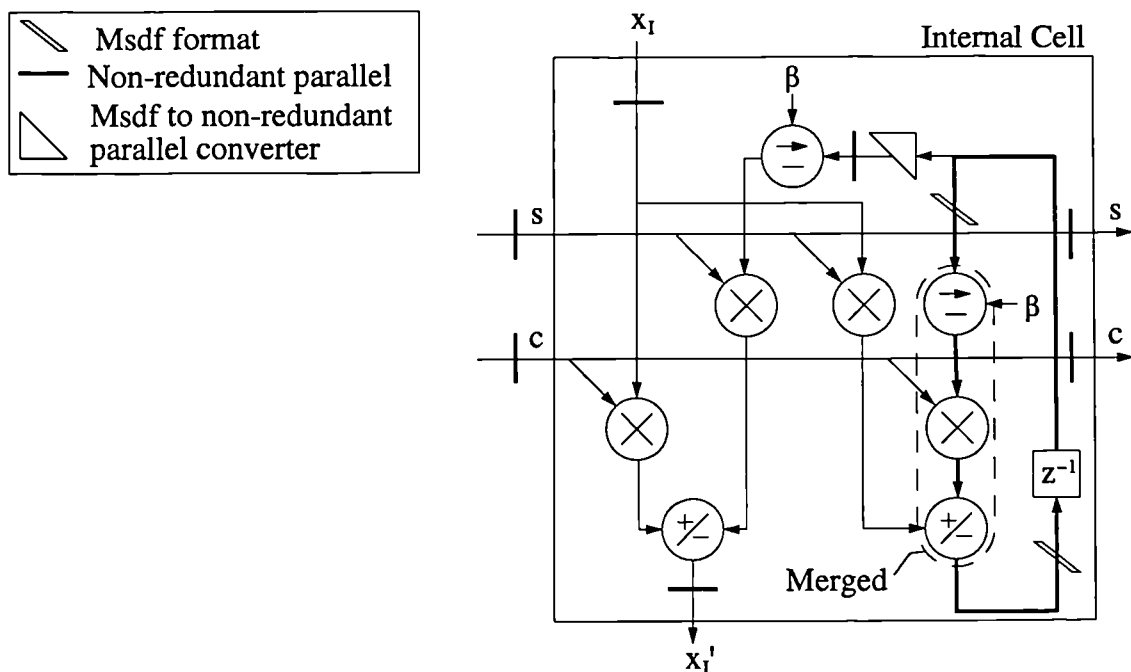 Msdf format
Non-redundant parallel
Msdf to non-redundant
parallel converter
x_I
Internal Cell
β
→
−
s
s
→
−
β
×
×
c
c
×
×
z⁻¹
+/−
+/−
Merged
x_I'